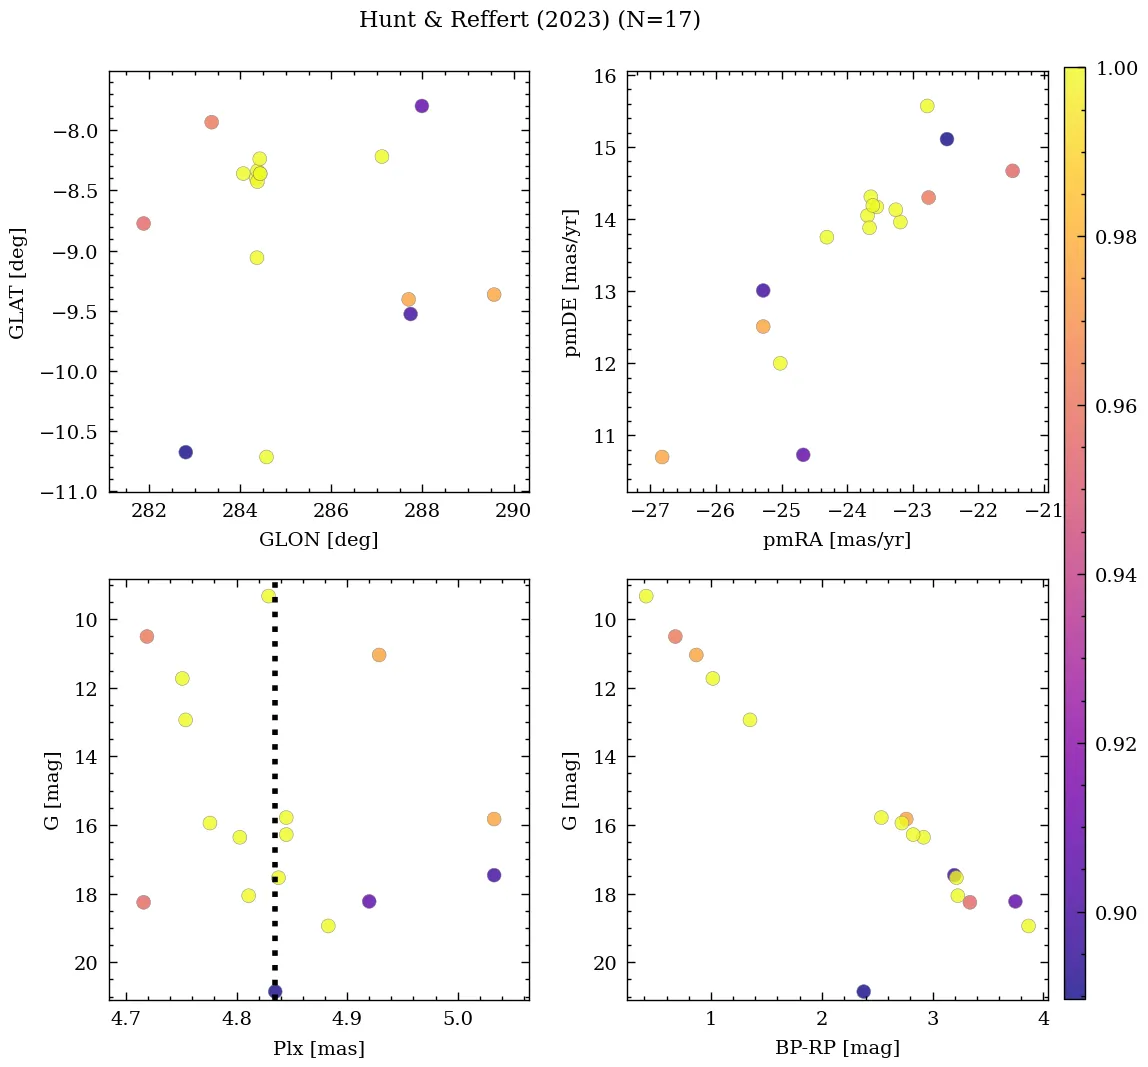 Hunt & Reffert (2023) (N=17)
GLAT [deg]
−8.0
−8.5
−9.0
−9.5
−10.0
−10.5
−11.0
282 284 286 288 290
GLON [deg]
pmDE [mas/yr]
16
15
14
13
12
11
−27 −26 −25 −24 −23 −22 −21
pmRA [mas/yr]
G [mag]
10
12
14
16
18
20
4.7 4.8 4.9 5.0
Plx [mas]
G [mag]
10
12
14
16
18
20
1 2 3 4
BP-RP [mag]
1.00
0.98
0.96
0.94
0.92
0.90